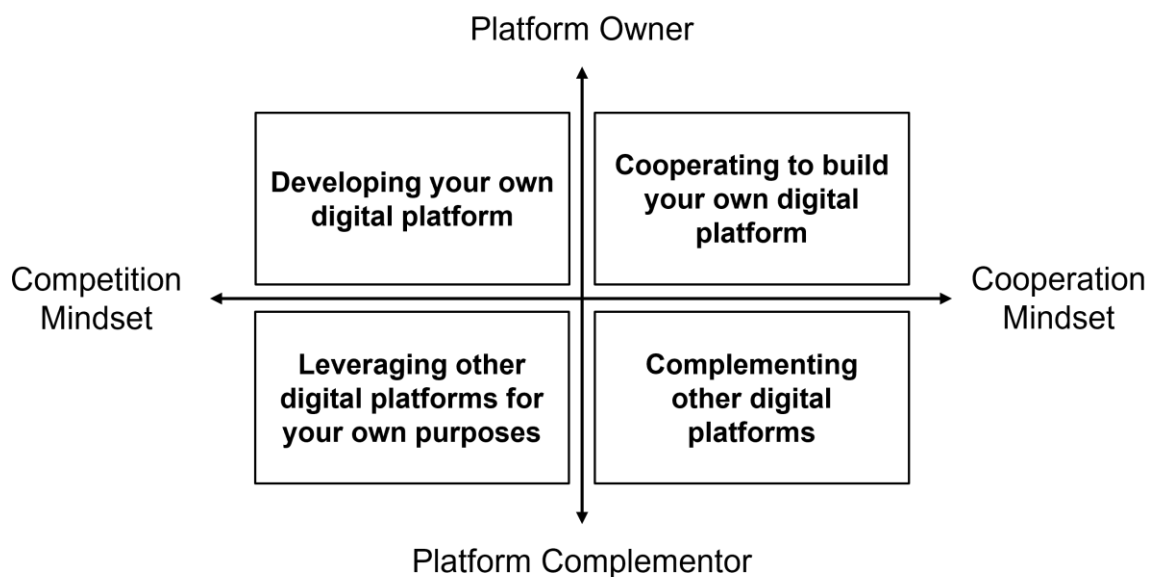 Platform Owner
Developing your own
digital platform
Cooperating to build
your own digital
platform
Competition
Mindset
Cooperation
Mindset
Leveraging other
digital platforms for
your own purposes
Complementing
other digital
platforms
Platform Complementor